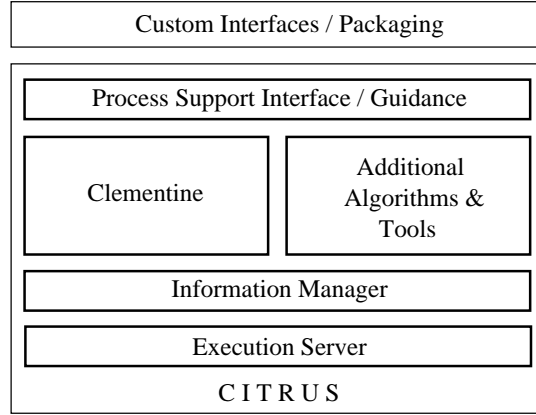 Custom Interfaces / Packaging
Process Support Interface / Guidance
Clementine
Additional
Algorithms &
Tools
Information Manager
Execution Server
C I T R U S